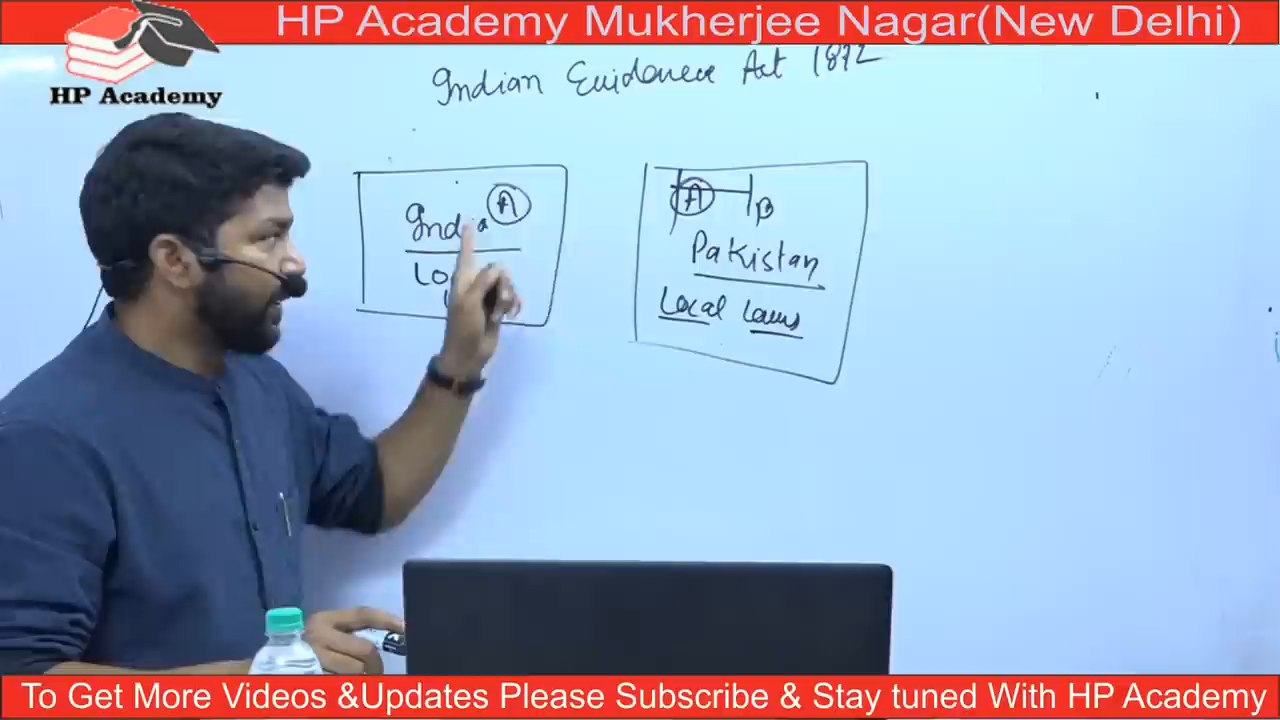 HP Academy Mukherjee Nagar(New Delhi)
HP Academy
Indian Evidence Act 1872
A
India
A
B
Pakistan
Local Laws
To Get More Videos &Updates Please Subscribe & Stay tuned With HP Academy